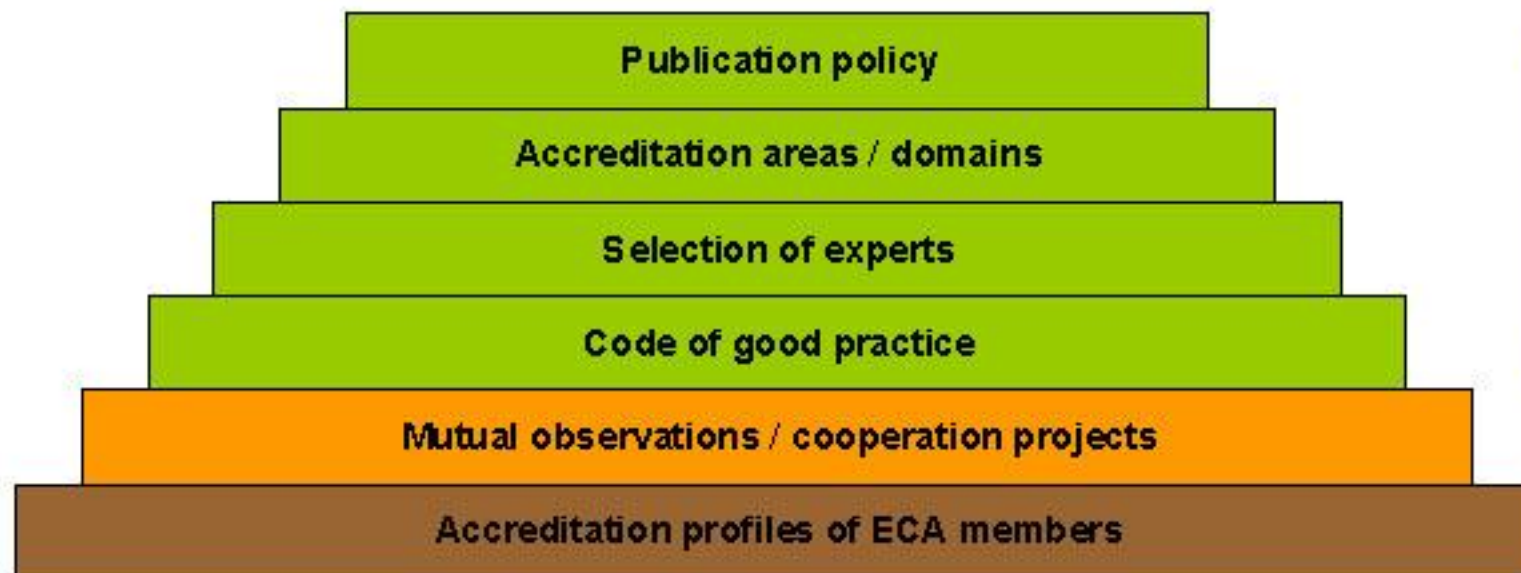 Publication policy
Accreditation areas / domains
Selection of experts
Code of good practice
Mutual observations / cooperation projects
Accreditation profiles of ECA members